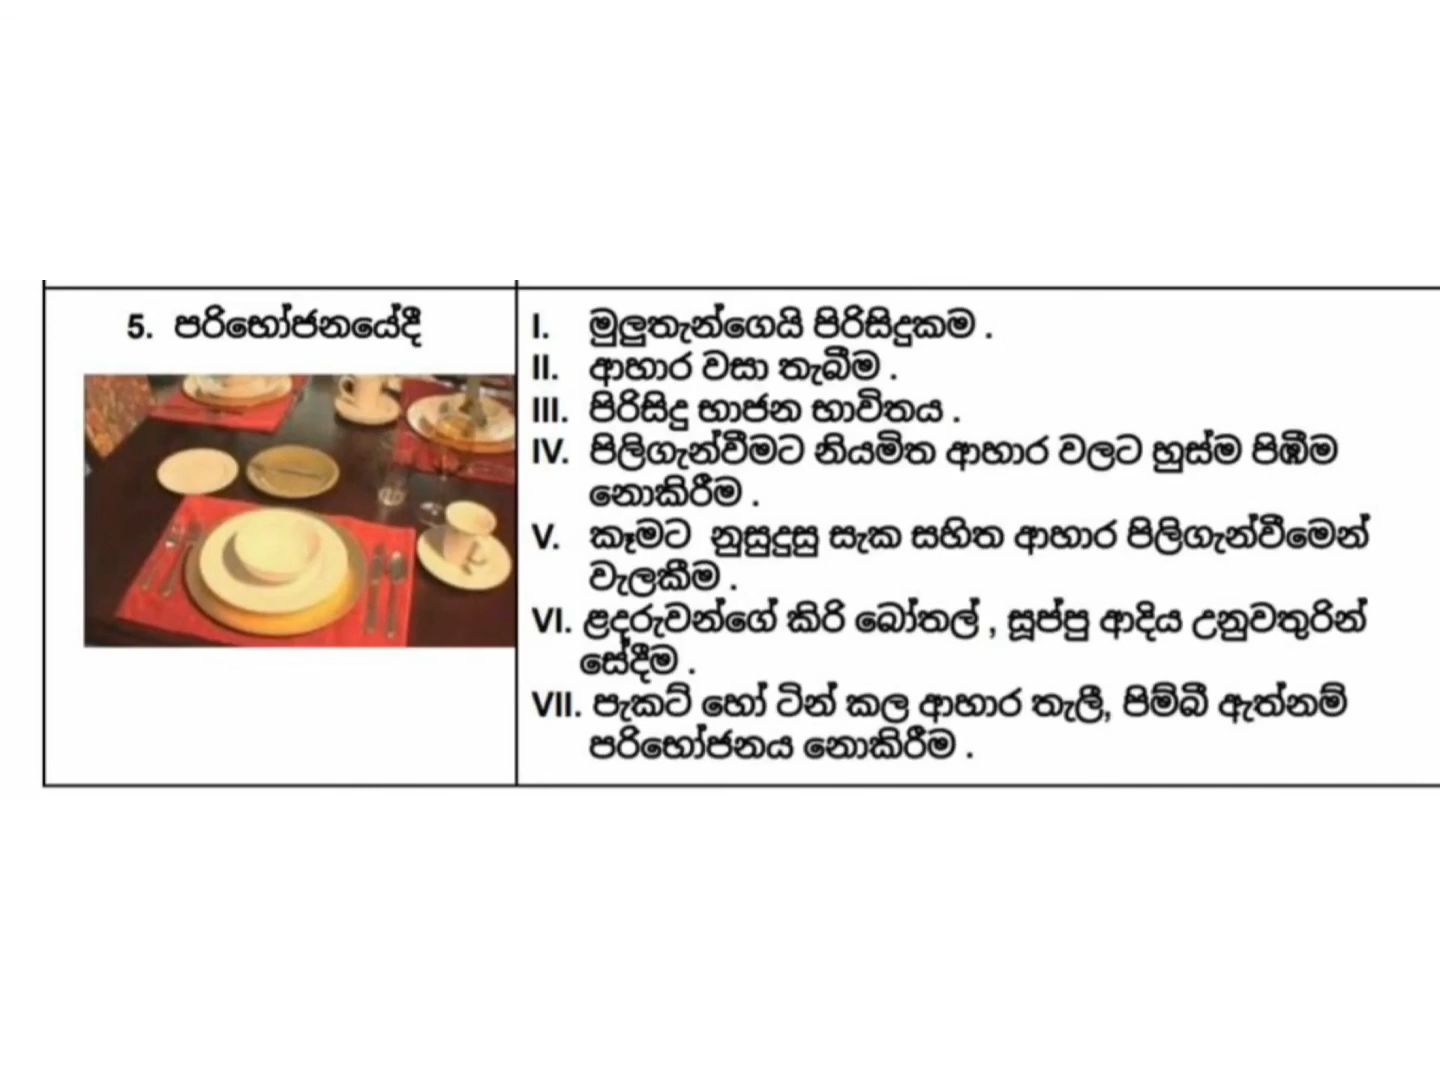 5. පරිභෝජනයේදී
I. මුලුතැන්ගෙයි පිරිසිදුකම .
II. ආහාර වසා තැබීම .
III. පිරිසිදු භාජන භාවිතය .
IV. පිලිගැන්වීමට නියමිත ආහාර වලට හුස්ම පිඹීම
නොකිරීම .
V. කෑමට නුසුදුසු සැක සහිත ආහාර පිලිගැන්වීමෙන්
වැලකීම .
VI. ළදරුවන්ගේ කිරි බෝතල් , සූප්පු ආදිය උනුවතුරින්
සේදීම .
VII. පැකට් හෝ ටින් කල ආහාර තැලී, පිම්බී ඇත්නම්
පරිභෝජනය නොකිරීම .